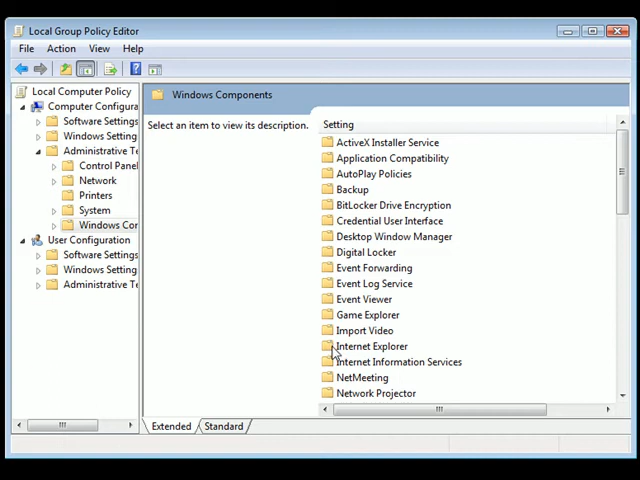 Local Group Policy Editor
File Action View Help
Local Computer Policy
Computer Configura
Software Settings
Windows Setting
Administrative Te
Control Panel
Network
Printers
System
Windows Cor
User Configuration
Software Settings
Windows Setting
Administrative Te
Windows Components
Select an item to view its description.
Setting
ActiveX Installer Service
Application Compatibility
AutoPlay Policies
Backup
BitLocker Drive Encryption
Credential User Interface
Desktop Window Manager
Digital Locker
Event Forwarding
Event Log Service
Event Viewer
Game Explorer
Import Video
Internet Explorer
Internet Information Services
NetMeeting
Network Projector
Extended Standard